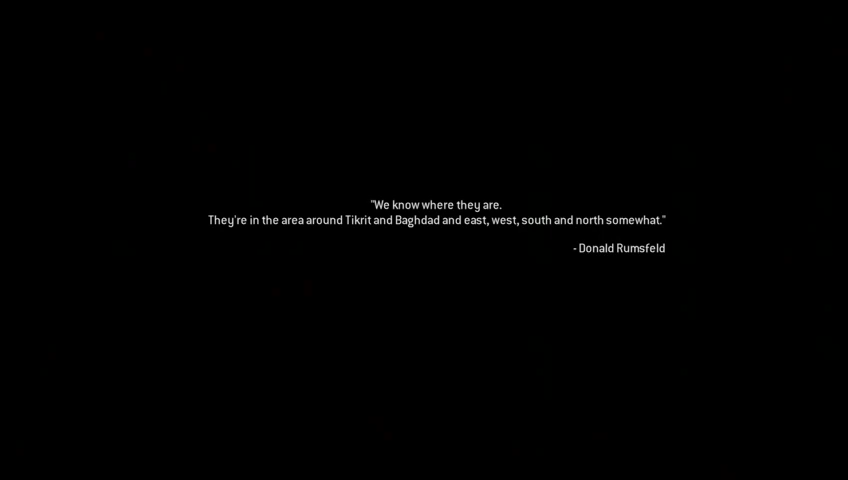 "We know where they are.
They're in the area around Tikrit and Baghdad and east, west, south and north somewhat."
- Donald Rumsfeld